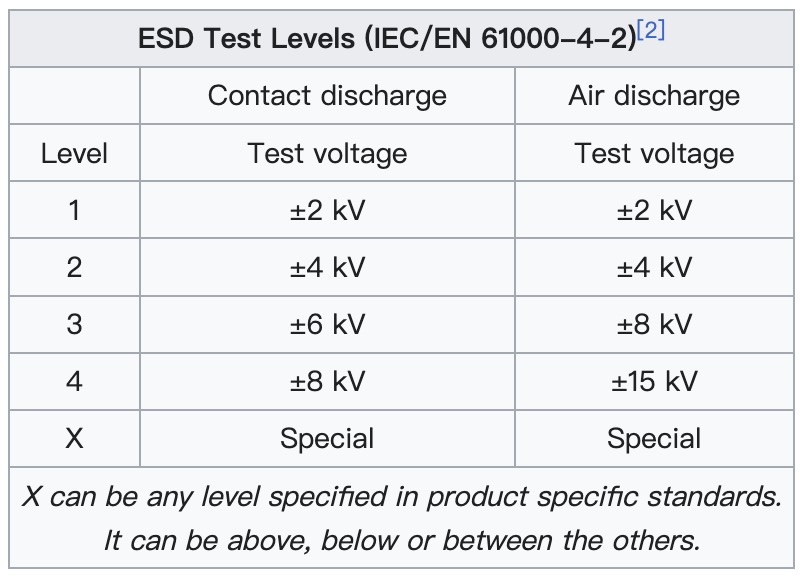 ESD Test Levels (IEC/EN 61000–4–2)[2]
Contact discharge Air discharge
Level Test voltage Test voltage
1 ±2 kV ±2 kV
2 ±4 kV ±4 kV
3 ±6 kV ±8 kV
4 ±8 kV ±15 kV
X Special Special
X can be any level specified in product specific standards.
It can be above, below or between the others.